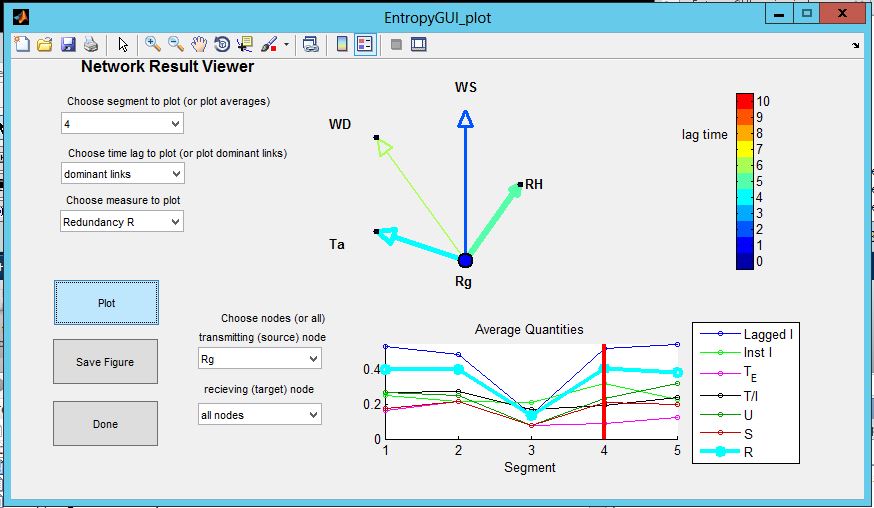 EntropyGUI_plot
Network Result Viewer
Choose segment to plot (or plot averages)
4
Choose time lag to plot (or plot dominant links)
dominant links
Choose measure to plot
Redundancy R
Plot
Save Figure
Done
Choose nodes (or all)
transmitting (source) node
Rg
recieving (target) node
all nodes
WS
WD
RH
Ta
Rg
lag time
10
9
8
7
6
5
4
3
2
1
0
Average Quantities
0.4
0.2
0
1 2 3 4 5
Segment
Lagged I
Inst I
TE
T/I
U
S
R